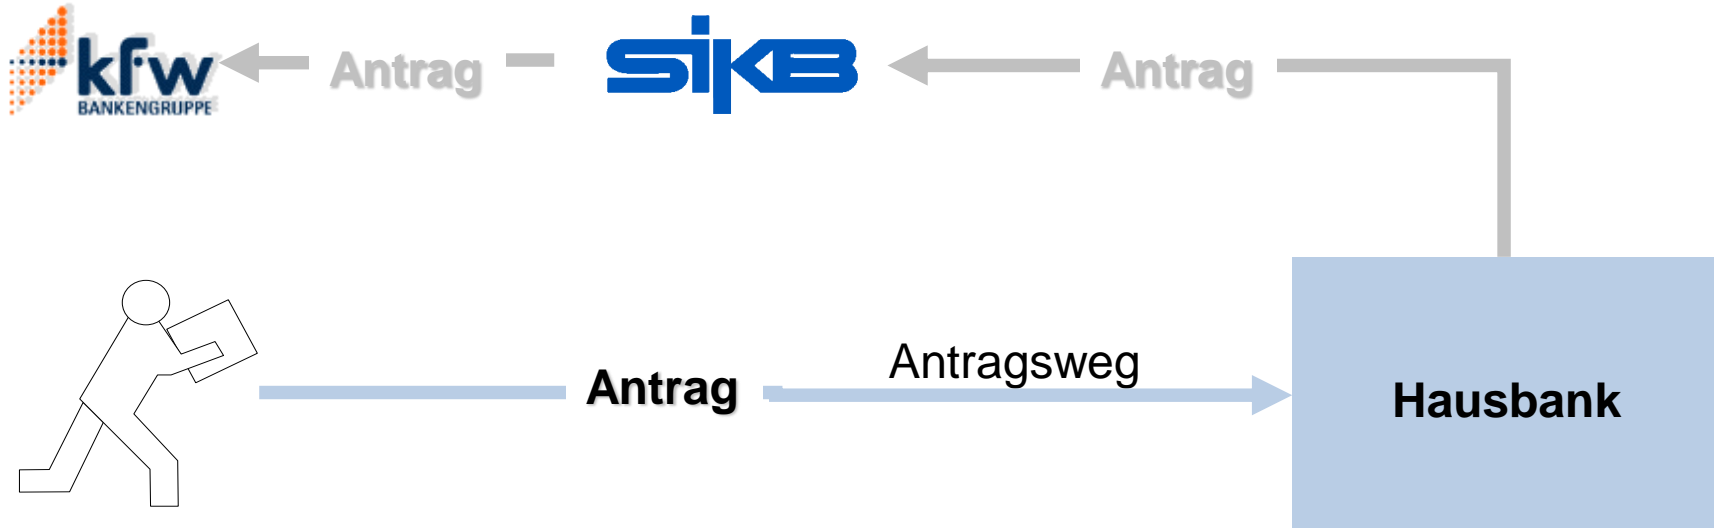 kfw
BANKENGRUPPE
Antrag
SIKB
Antrag
Antrag
Antragsweg
Hausbank